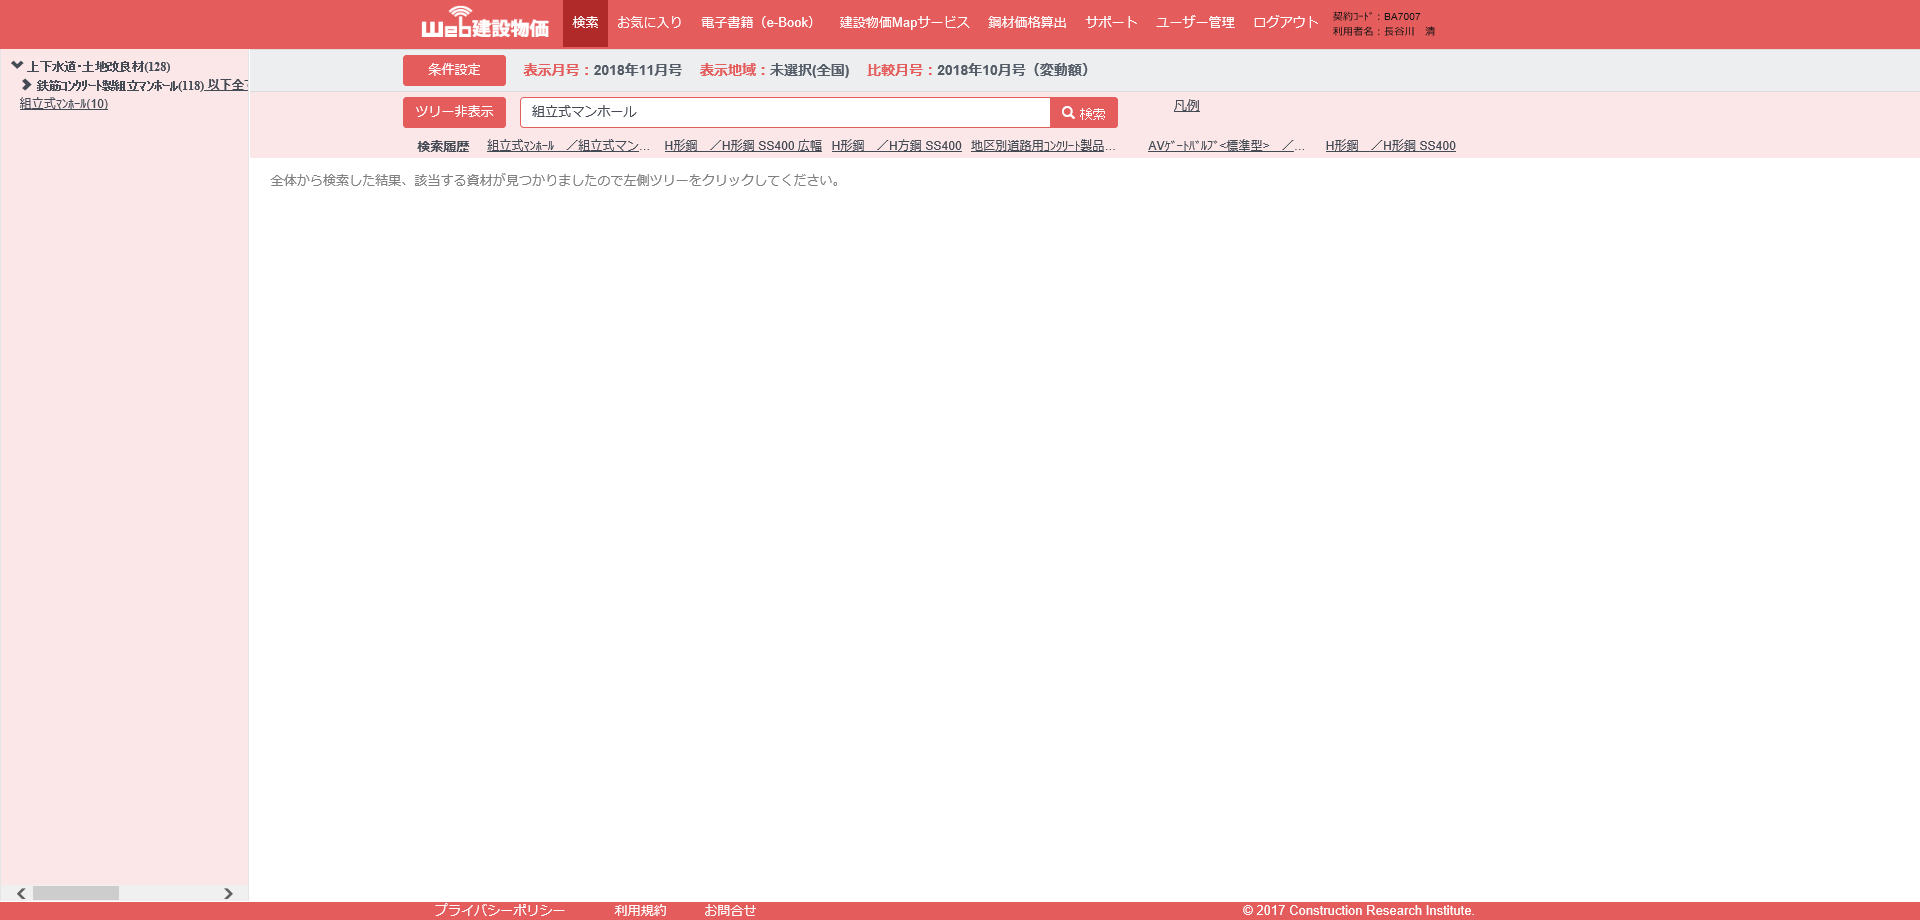 Web建設物価 検索 お気に入り 電子書籍（e-Book） 建設物価Mapサービス 鋼材価格算出 サポート ユーザー管理 ログアウト
契約ｺｰﾄﾞ：BA7007
利用者名：長谷川　清
上下水道･土地改良材(128)
鉄筋ｺﾝｸﾘｰﾄ製組立マンホール(118) 以下全
組立式ﾏﾝﾎｰﾙ(10)
条件設定 表示月号：2018年11月号 表示地域：未選択(全国) 比較月号：2018年10月号（変動額）
ツリー非表示 組立式マンホール 検索 凡例
検索履歴 組立式ﾏﾝﾎｰﾙ　／組立式マン... H形鋼　／H形鋼 SS400 広幅 H形鋼　／H方鋼 SS400 地区別道路用ｺﾝｸﾘｰﾄ製品... AVｹﾞｰﾄﾊﾞﾙﾌﾞ<標準型>　／... H形鋼　／H形鋼 SS400
全体から検索した結果、該当する資材が見つかりましたので左側ツリーをクリックしてください。
プライバシーポリシー 利用規約 お問合せ © 2017 Construction Research Institute.